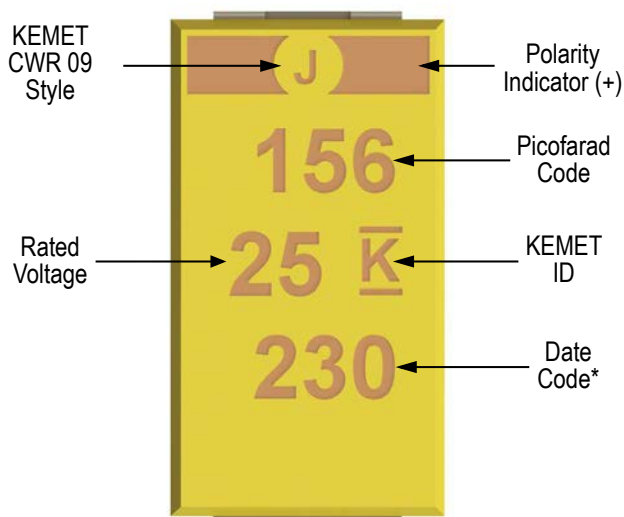 KEMET
CWR 09
Style
J
Polarity
Indicator (+)
156
Picofarad
Code
Rated
Voltage
25 K
KEMET
ID
230
Date
Code*